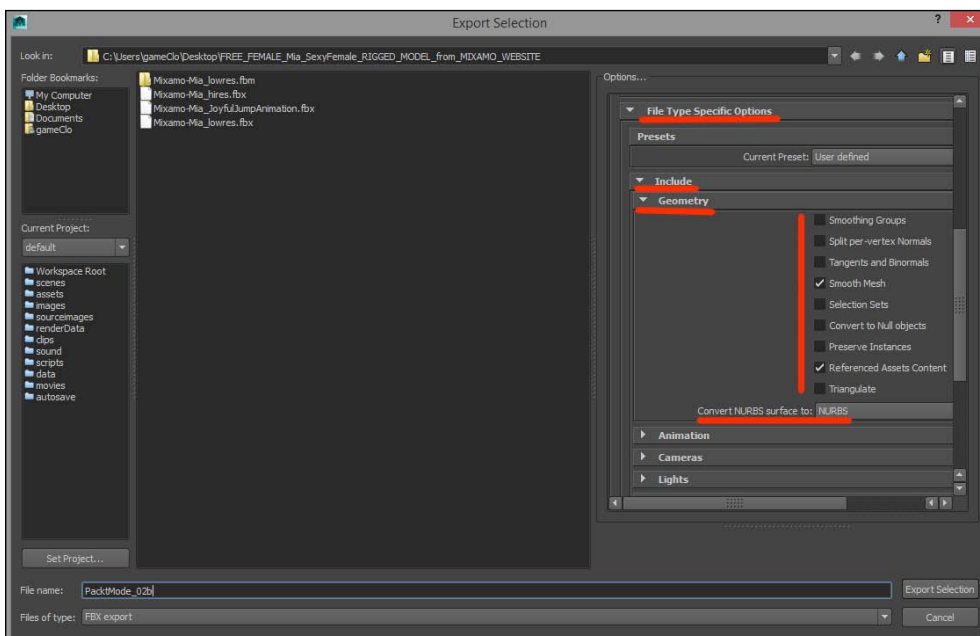 Export Selection
? ×
Look in:
C:\Users\gameClo\Desktop\FREE_FEMALE_Mia_SexyFemale_RIGGED_MODEL_from_MIXAMO_WEBSITE
Folder Bookmarks:
My Computer
Desktop
Documents
gameClo
Mixamo-Mia_lowres.fbm
Mixamo-Mia_hires.fbx
Mixamo-Mia_JoyfulJumpAnimation.fbx
Mixamo-Mia_lowres.fbx
Current Project:
default
Workspace Root
scenes
assets
images
sourceimages
renderData
clips
sound
scripts
data
movies
autosave
Set Project...
Options...
File Type Specific Options
Presets
Current Preset: User defined
Include
Geometry
Smoothing Groups
Split per-vertex Normals
Tangents and Binormals
Smooth Mesh
Selection Sets
Convert to Null objects
Preserve Instances
Referenced Assets Content
Triangulate
Convert NURBS surface to: NURBS
Animation
Cameras
Lights
File name: PacktMode_02b
Export Selection
Files of type: FBX export
Cancel